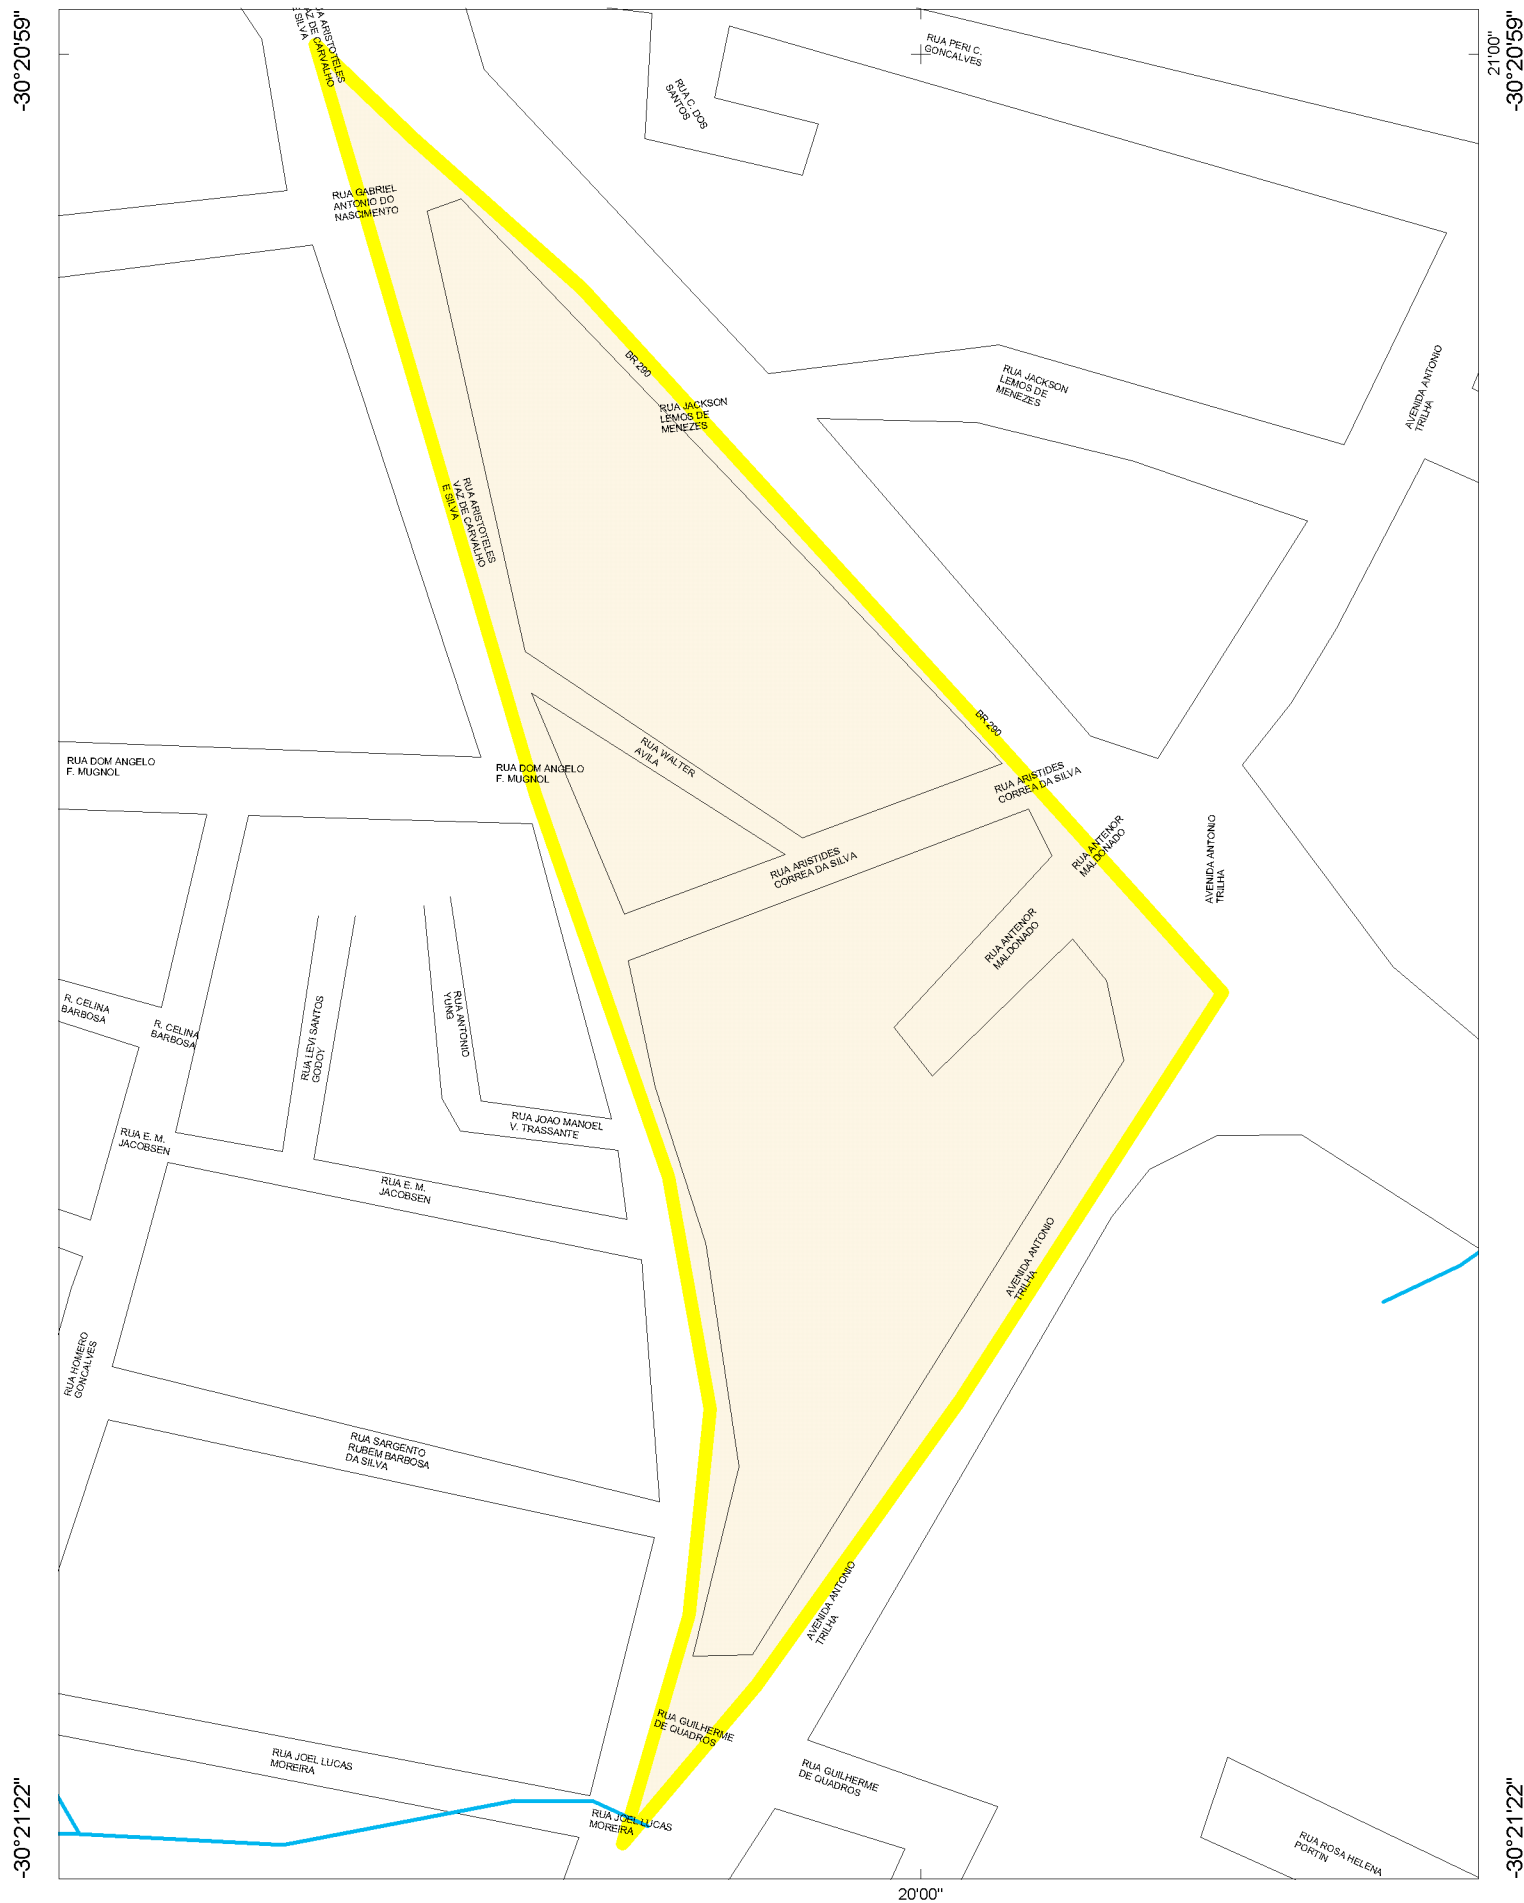 -30°20'59"
21'00"
-30°20'59"
RUA ARISTOTELES
VAZ DE CARVALHO
E SILVA
RUA PERI C.
GONCALVES
RUA C. DOS
SANTOS
RUA GABRIEL
ANTONIO DO
NASCIMENTO
BR 290
RUA JACKSON
LEMOS DE
MENEZES
RUA JACKSON
LEMOS DE
MENEZES
AVENIDA ANTONIO
TRILHA
RUA ARISTOTELES
VAZ DE CARVALHO
E SILVA
BR 290
RUA DOM ANGELO
F. MUGNOL
RUA DOM ANGELO
F. MUGNOL
RUA WALTER
AVILA
RUA ARISTIDES
CORREA DA SILVA
RUA ARISTIDES
CORREA DA SILVA
RUA ANTENOR
MALDONADO
AVENIDA ANTONIO
TRILHA
RUA ANTENOR
MALDONADO
R. CELINA
BARBOSA
R. CELINA
BARBOSA
RUA LEVI SANTOS
GODOY
RUA ANTONIO
YUNG
RUA JOAO MANOEL
V. TRASSANTE
RUA E. M.
JACOBSEN
RUA E. M.
JACOBSEN
AVENIDA ANTONIO
TRILHA
RUA HOMERO
GONCALVES
RUA SARGENTO
RUBEM BARBOSA
DA SILVA
AVENIDA ANTONIO
TRILHA
RUA GUILHERME
DE QUADROS
RUA JOEL LUCAS
MOREIRA
RUA GUILHERME
DE QUADROS
RUA JOEL LUCAS
MOREIRA
RUA ROSA HELENA
PORTIN
-30°21'22"
-30°21'22"
20'00"